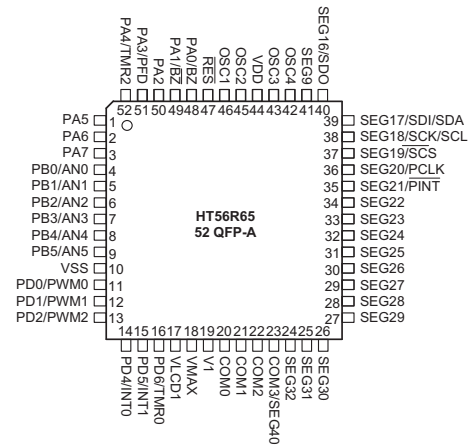 PA4/TMR2
PA3/PFD
PA2
PA1/BZ
PA0/BZ
RES
OSC1
OSC2
VDD
OSC3
OSC4
SEG9
SEG16/SDO
52 51 50 49 48 47 46 45 44 43 42 41 40
PA5 1
PA6 2
PA7 3
PB0/AN0 4
PB1/AN1 5
PB2/AN2 6
PB3/AN3 7
PB4/AN4 8
PB5/AN5 9
VSS 10
PD0/PWM0 11
PD1/PWM1 12
PD2/PWM2 13
HT56R65
52 QFP-A
39 SEG17/SDI/SDA
38 SEG18/SCK/SCL
37 SEG19/SCS
36 SEG20/PCLK
35 SEG21/PINT
34 SEG22
33 SEG23
32 SEG24
31 SEG25
30 SEG26
29 SEG27
28 SEG28
27 SEG29
14 15 16 17 18 19 20 21 22 23 24 25 26
PD4/INT0
PD5/INT1
PD6/TMR0
VLCD1
VMAX
V1
COM0
COM1
COM2
COM3/SEG40
SEG32
SEG31
SEG30